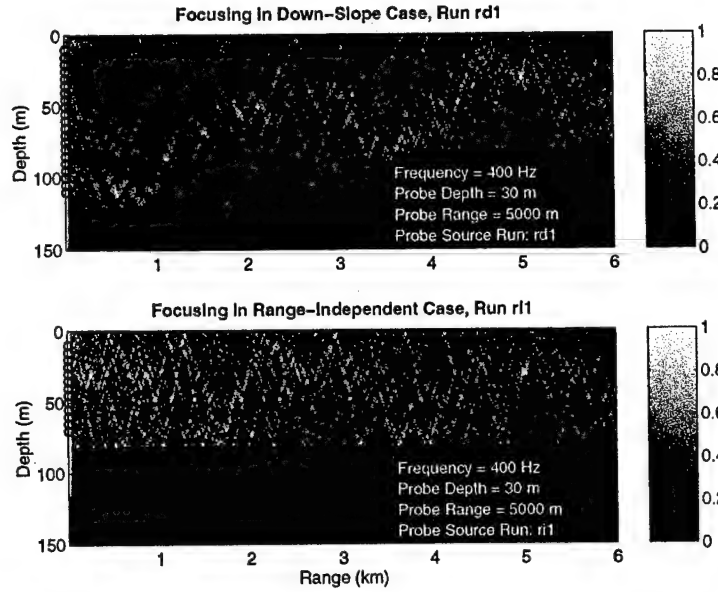 Focusing in Down-Slope Case, Run rd1
0
50
100
150
Depth (m)
1 2 3 4 5 6
Frequency = 400 Hz
Probe Depth = 30 m
Probe Range = 5000 m
Probe Source Run: rd1
1
0.8
0.6
0.4
0.2
0
Focusing in Range-Independent Case, Run ri1
0
50
100
150
Depth (m)
1 2 3 4 5 6
Range (km)
Frequency = 400 Hz
Probe Depth = 30 m
Probe Range = 5000 m
Probe Source Run: ri1
1
0.8
0.6
0.4
0.2
0